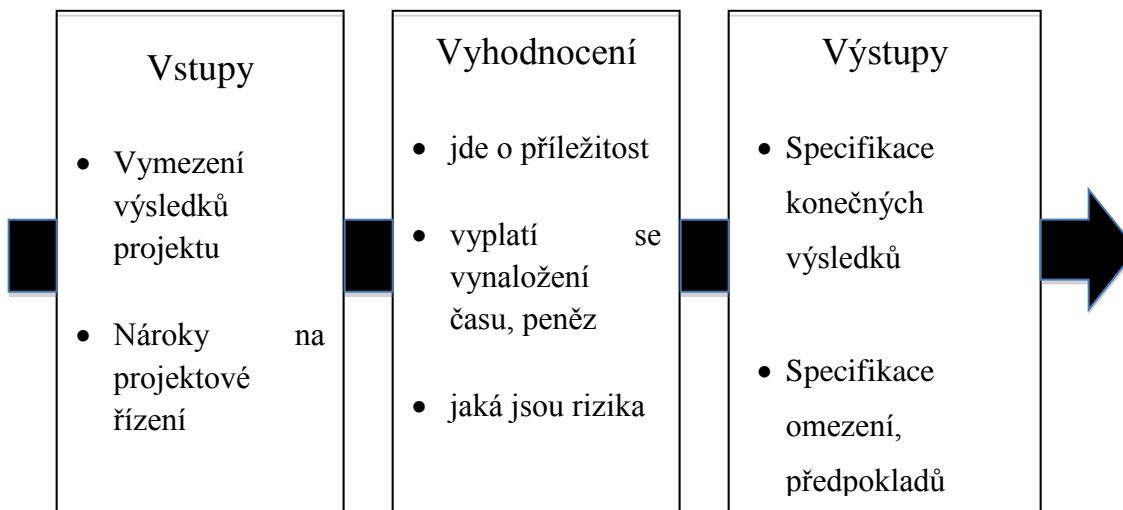 Vstupy
• Vymezení
výsledků
projektu
• Nároky na
projektové
řízení
Vyhodnocení
• jde o příležitost
• vyplatí se
vynaložení
času, peněz
• jaká jsou rizika
Výstupy
• Specifikace
konečných
výsledků
• Specifikace
omezení,
předpokladů